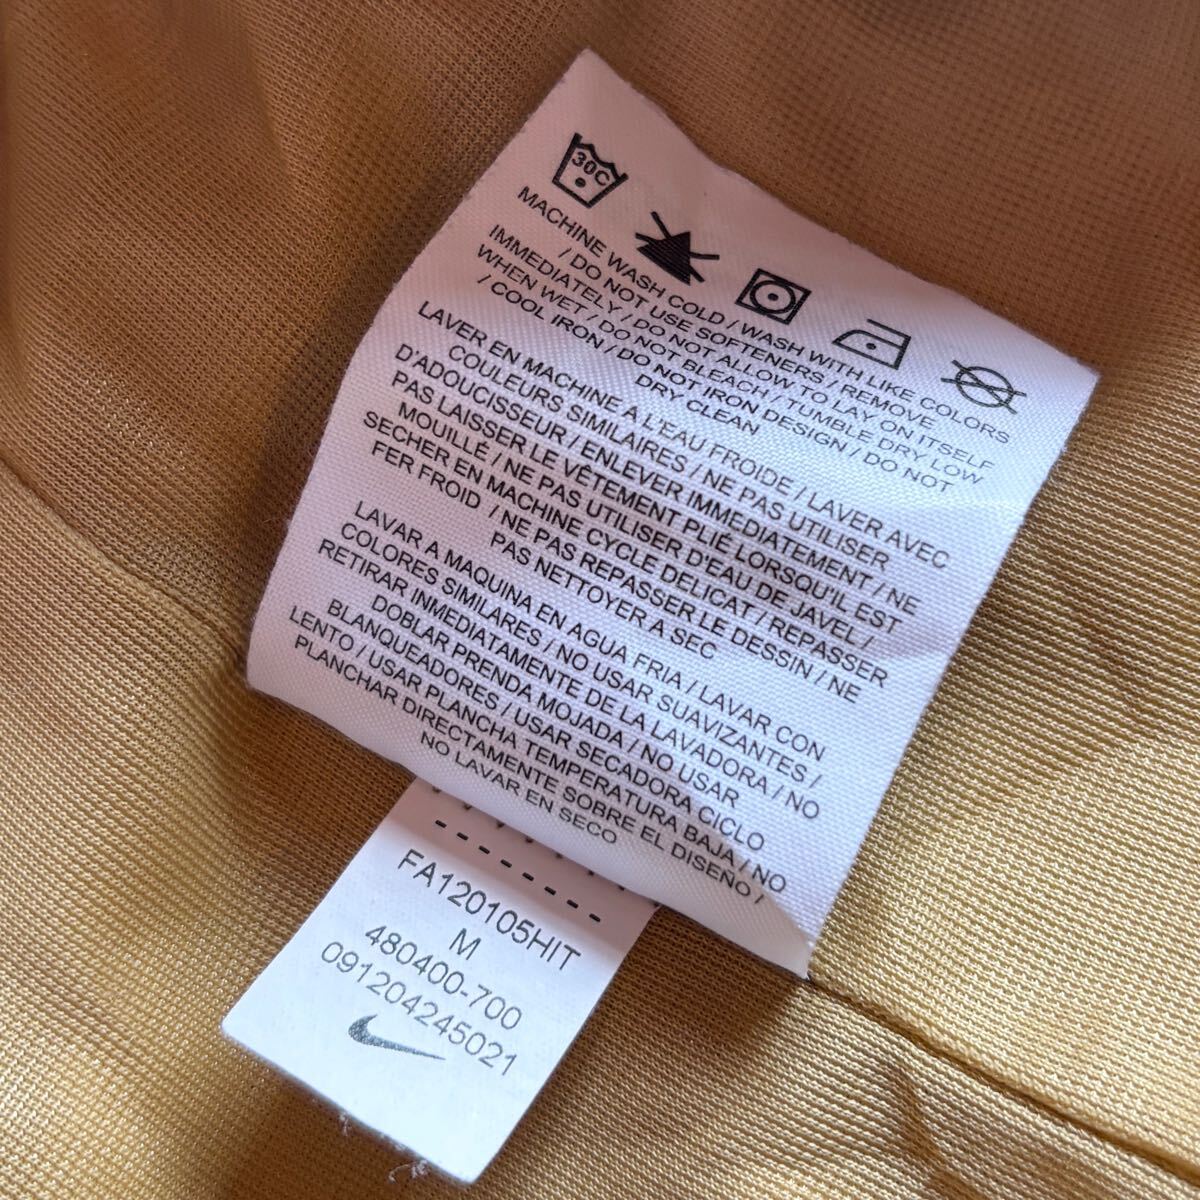 30C
MACHINE WASH COLD / WASH WITH LIKE COLORS
/ DO NOT USE SOFTENERS / REMOVE
IMMEDIATELY / DO NOT ALLOW TO LAY ON ITSELF
WHEN WET / DO NOT BLEACH / TUMBLE DRY LOW
/ COOL IRON / DO NOT IRON DESIGN / DO NOT
DRY CLEAN
LAVER EN MACHINE A L'EAU FROIDE / LAVER AVEC
COULEURS SIMILAIRES / NE PAS UTILISER
D'ADOUCISSEUR / ENLEVER IMMEDIATEMENT / NE
PAS LAISSER LE VÊTEMENT PLIÉ LORSQU'IL EST
MOUILLÉ / NE PAS UTILISER D'EAU DE JAVEL /
SECHER EN MACHINE CYCLE DELICAT / REPASSER
FER FROID / NE PAS REPASSER LE DESSIN / NE
PAS NETTOYER A SEC
LAVAR A MAQUINA EN AGUA FRIA / LAVAR CON
COLORES SIMILARES / NO USAR SUAVIZANTES /
RETIRAR INMEDIATAMENTE DE LA LAVADORA / NO
DOBLAR PRENDA MOJADA / NO USAR
BLANQUEADORES / USAR SECADORA CICLO
LENTO / USAR PLANCHA TEMPERATURA BAJA / NO
PLANCHAR DIRECTAMENTE SOBRE EL DISEÑO /
NO LAVAR EN SECO
FA120105HIT
M
480400-700
091204245021